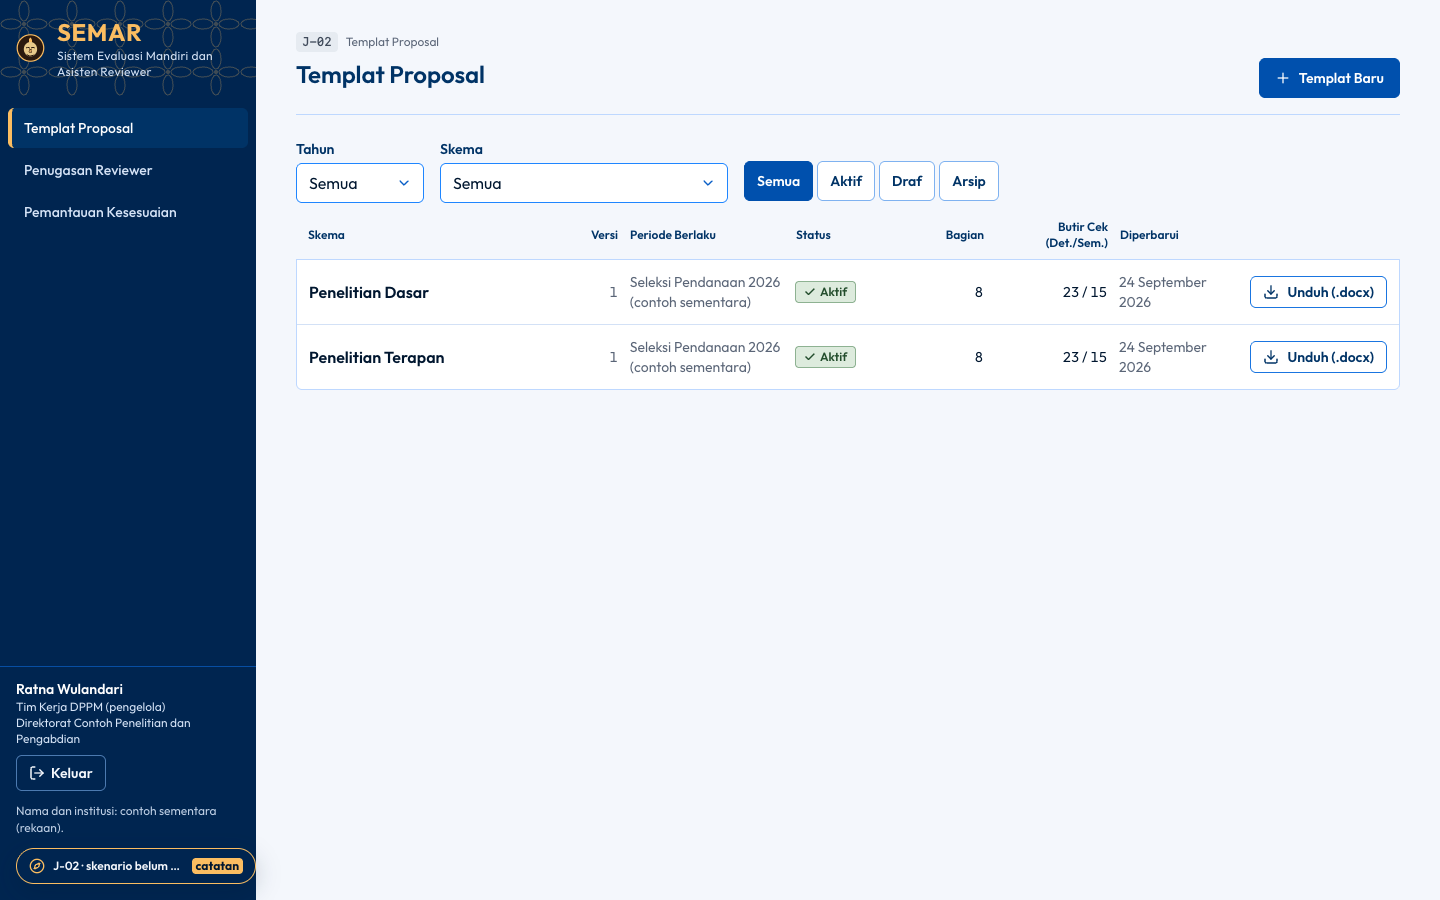 SEMAR
Sistem Evaluasi Mandiri dan
Asisten Reviewer
Templat Proposal
Penugasan Reviewer
Pemantauan Kesesuaian
Ratna Wulandari
Tim Kerja DPPM (pengelola)
Direktorat Contoh Penelitian dan
Pengabdian
Keluar
Nama dan institusi: contoh sementara
(rekaan).
J-02 · skenario belum ... catatan
J-02 Templat Proposal
Templat Proposal
Templat Baru
Tahun Skema
Semua Semua Semua Aktif Draf Arsip
Skema Versi Periode Berlaku Status Bagian Butir Cek
(Det./Sem.) Diperbarui
Penelitian Dasar 1 Seleksi Pendanaan 2026
(contoh sementara) Aktif 8 23 / 15 24 September
2026 Unduh (.docx)
Penelitian Terapan 1 Seleksi Pendanaan 2026
(contoh sementara) Aktif 8 23 / 15 24 September
2026 Unduh (.docx)